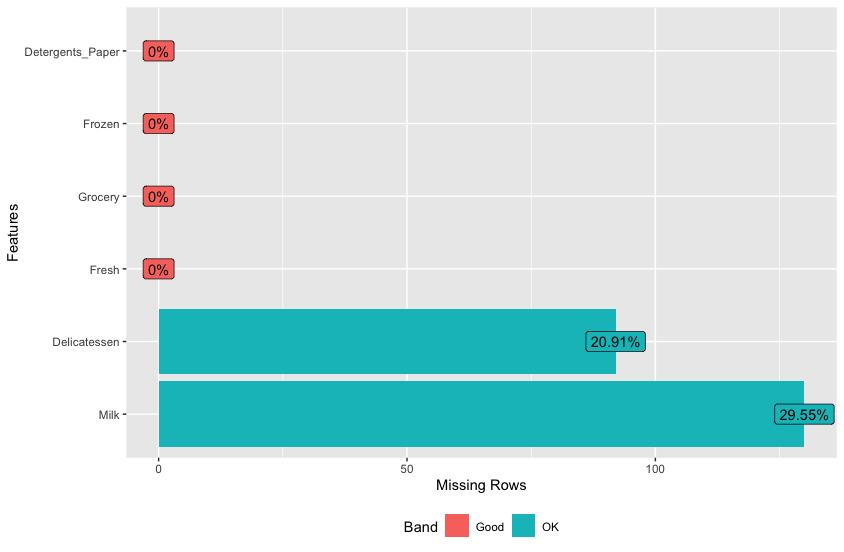 Features
Detergents_Paper
0%
Frozen
0%
Grocery
0%
Fresh
0%
Delicatessen
20.91%
Milk
29.55%
0 50 100
Missing Rows
Band Good OK